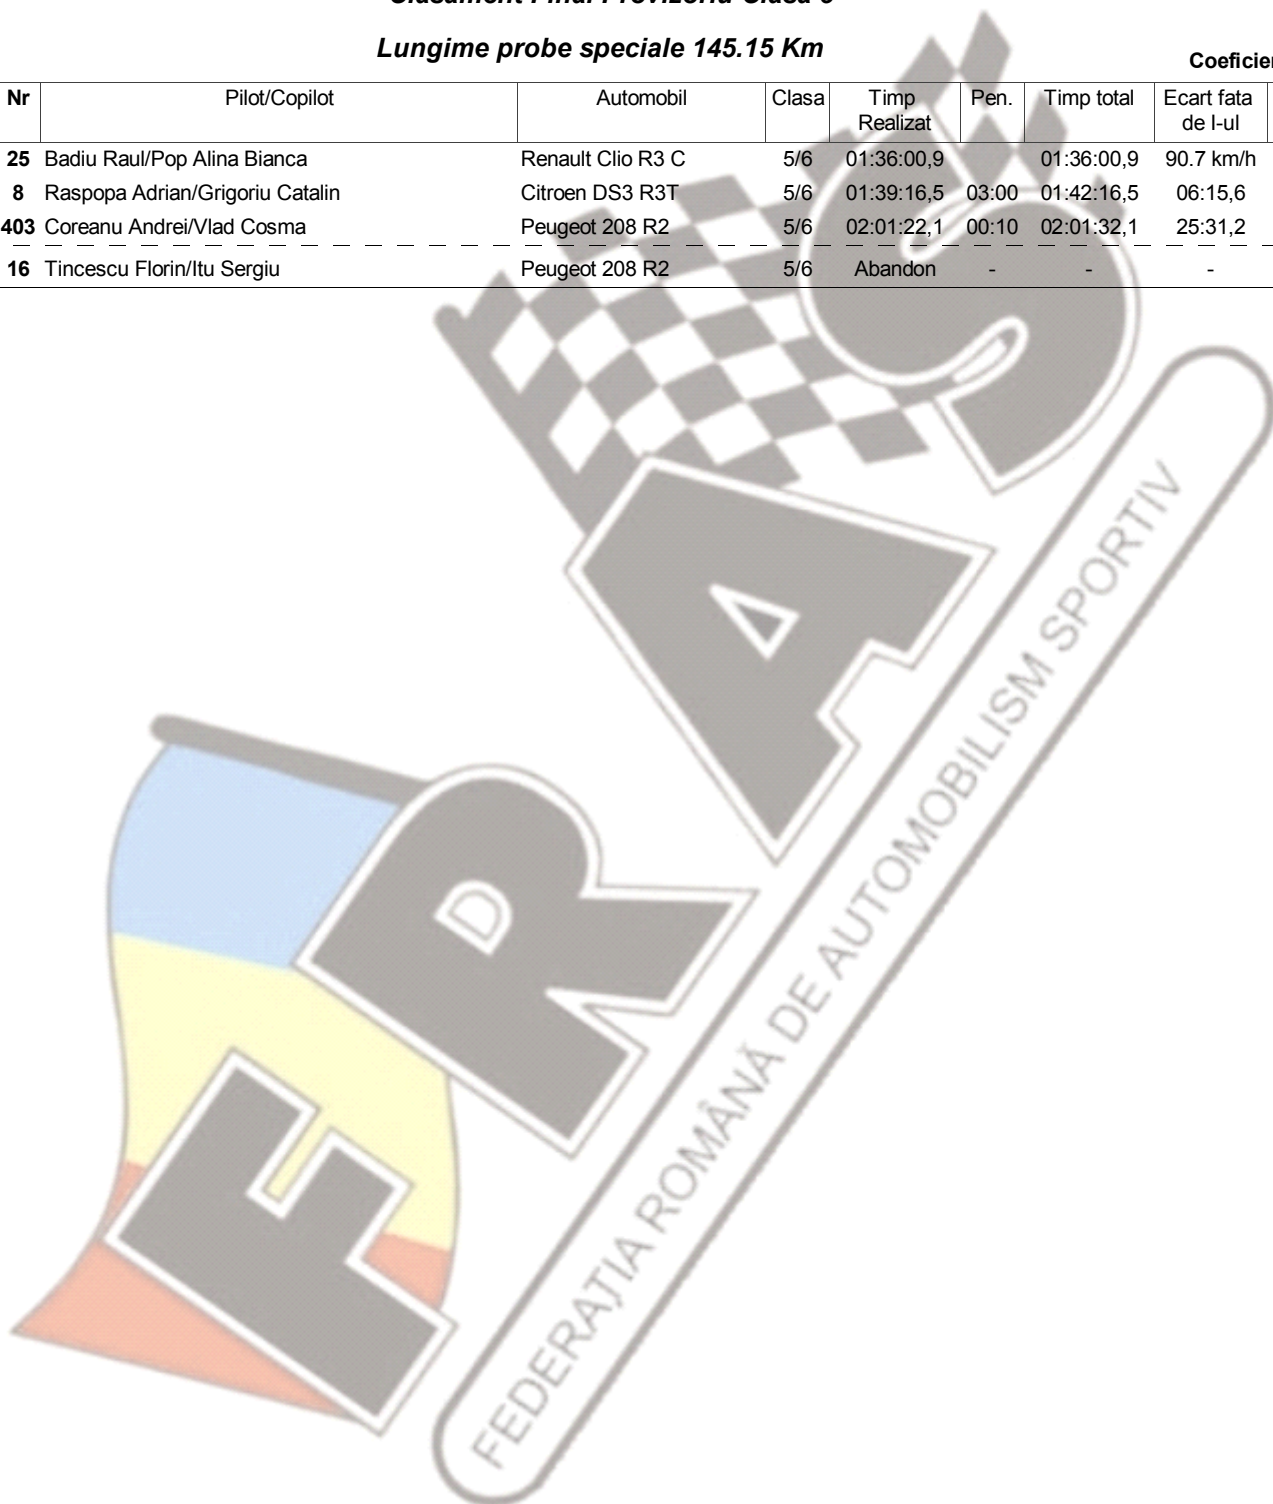 Lungime probe speciale 145.15 Km
Nr Pilot/Copilot Automobil Clasa Timp Realizat Pen. Timp total Ecart fata de l-ul
25 Badiu Raul/Pop Alina Bianca Renault Clio R3 C 5/6 01:36:00,9 01:36:00,9 90.7 km/h
8 Raspopa Adrian/Grigoriu Catalin Citroen DS3 R3T 5/6 01:39:16,5 03:00 01:42:16,5 06:15,6
403 Coreanu Andrei/Vlad Cosma Peugeot 208 R2 5/6 02:01:22,1 00:10 02:01:32,1 25:31,2
16 Tincescu Florin/Itu Sergiu Peugeot 208 R2 5/6 Abandon - - -
FRAS
FEDERAŢIA ROMÂNĂ DE AUTOMOBILISM SPORTIV